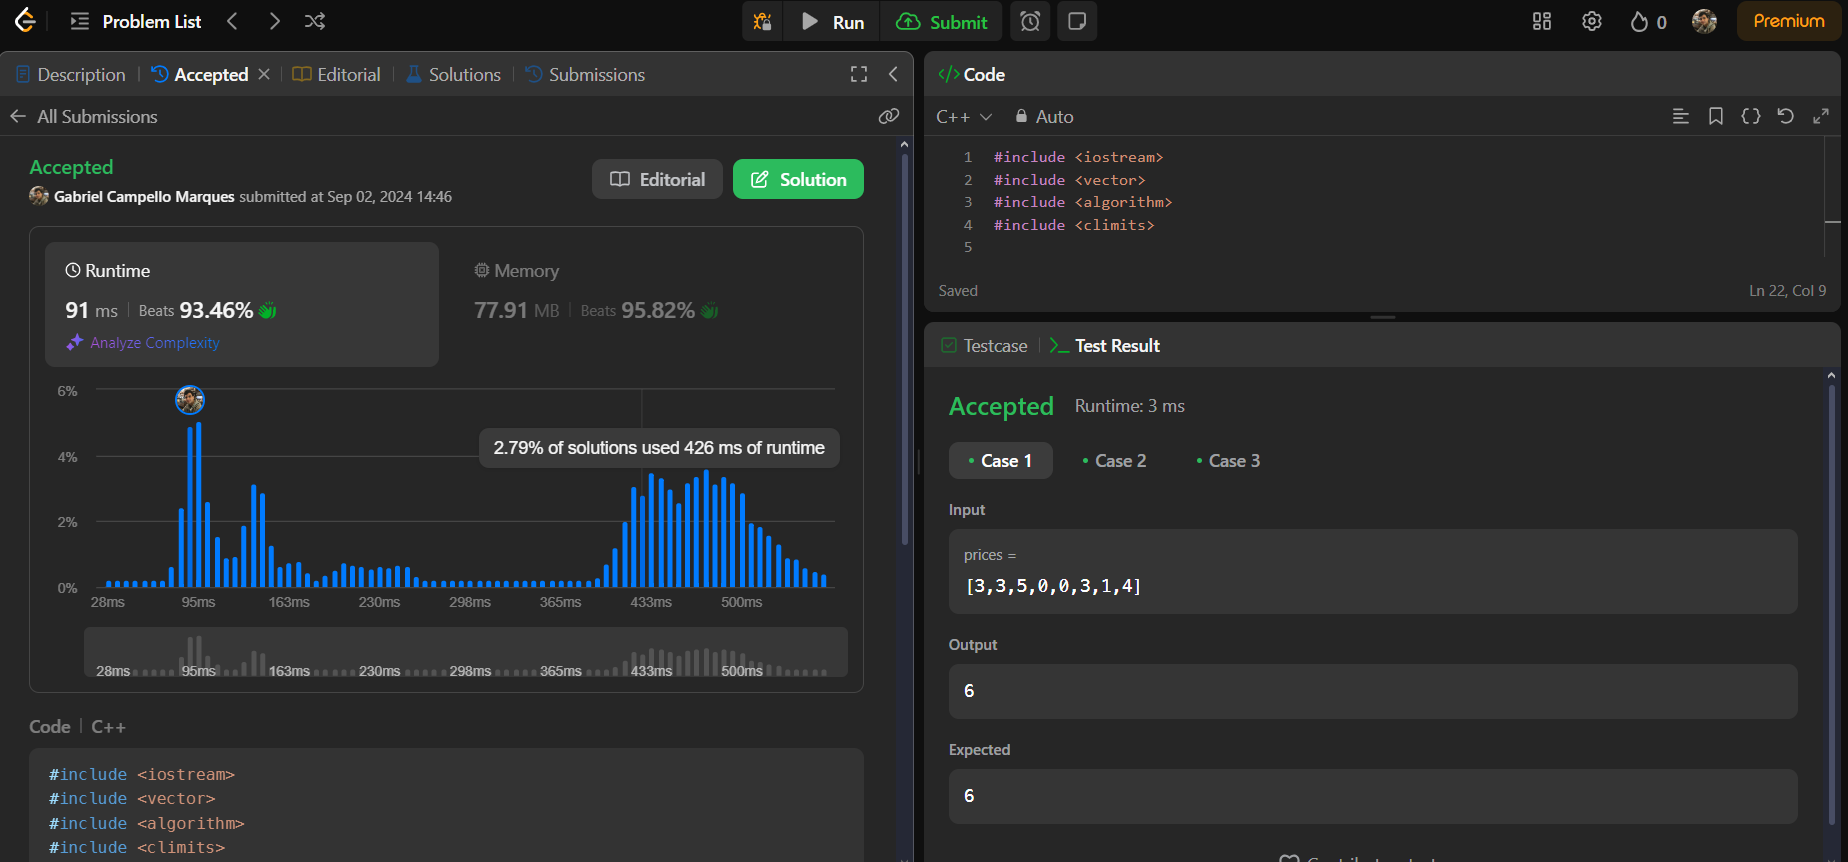 Problem List
Run
Submit
0
Premium
Description
Accepted
Editorial
Solutions
Submissions
All Submissions
Accepted
Gabriel Campello Marques submitted at Sep 02, 2024 14:46
Editorial
Solution
Runtime
91 ms | Beats 93.46%
Analyze Complexity
Memory
77.91 MB | Beats 95.82%
6%
4%
2%
0%
2.79% of solutions used 426 ms of runtime
28ms 95ms 163ms 230ms 298ms 365ms 433ms 500ms
28ms 95ms 163ms 230ms 298ms 365ms 433ms 500ms
Code | C++
#include <iostream>
#include <vector>
#include <algorithm>
#include <climits>
</> Code
C++
Auto
1 #include <iostream>
2 #include <vector>
3 #include <algorithm>
4 #include <climits>
5
Saved
Ln 22, Col 9
Testcase
Test Result
Accepted
Runtime: 3 ms
Case 1
Case 2
Case 3
Input
prices =
[3,3,5,0,0,3,1,4]
Output
6
Expected
6